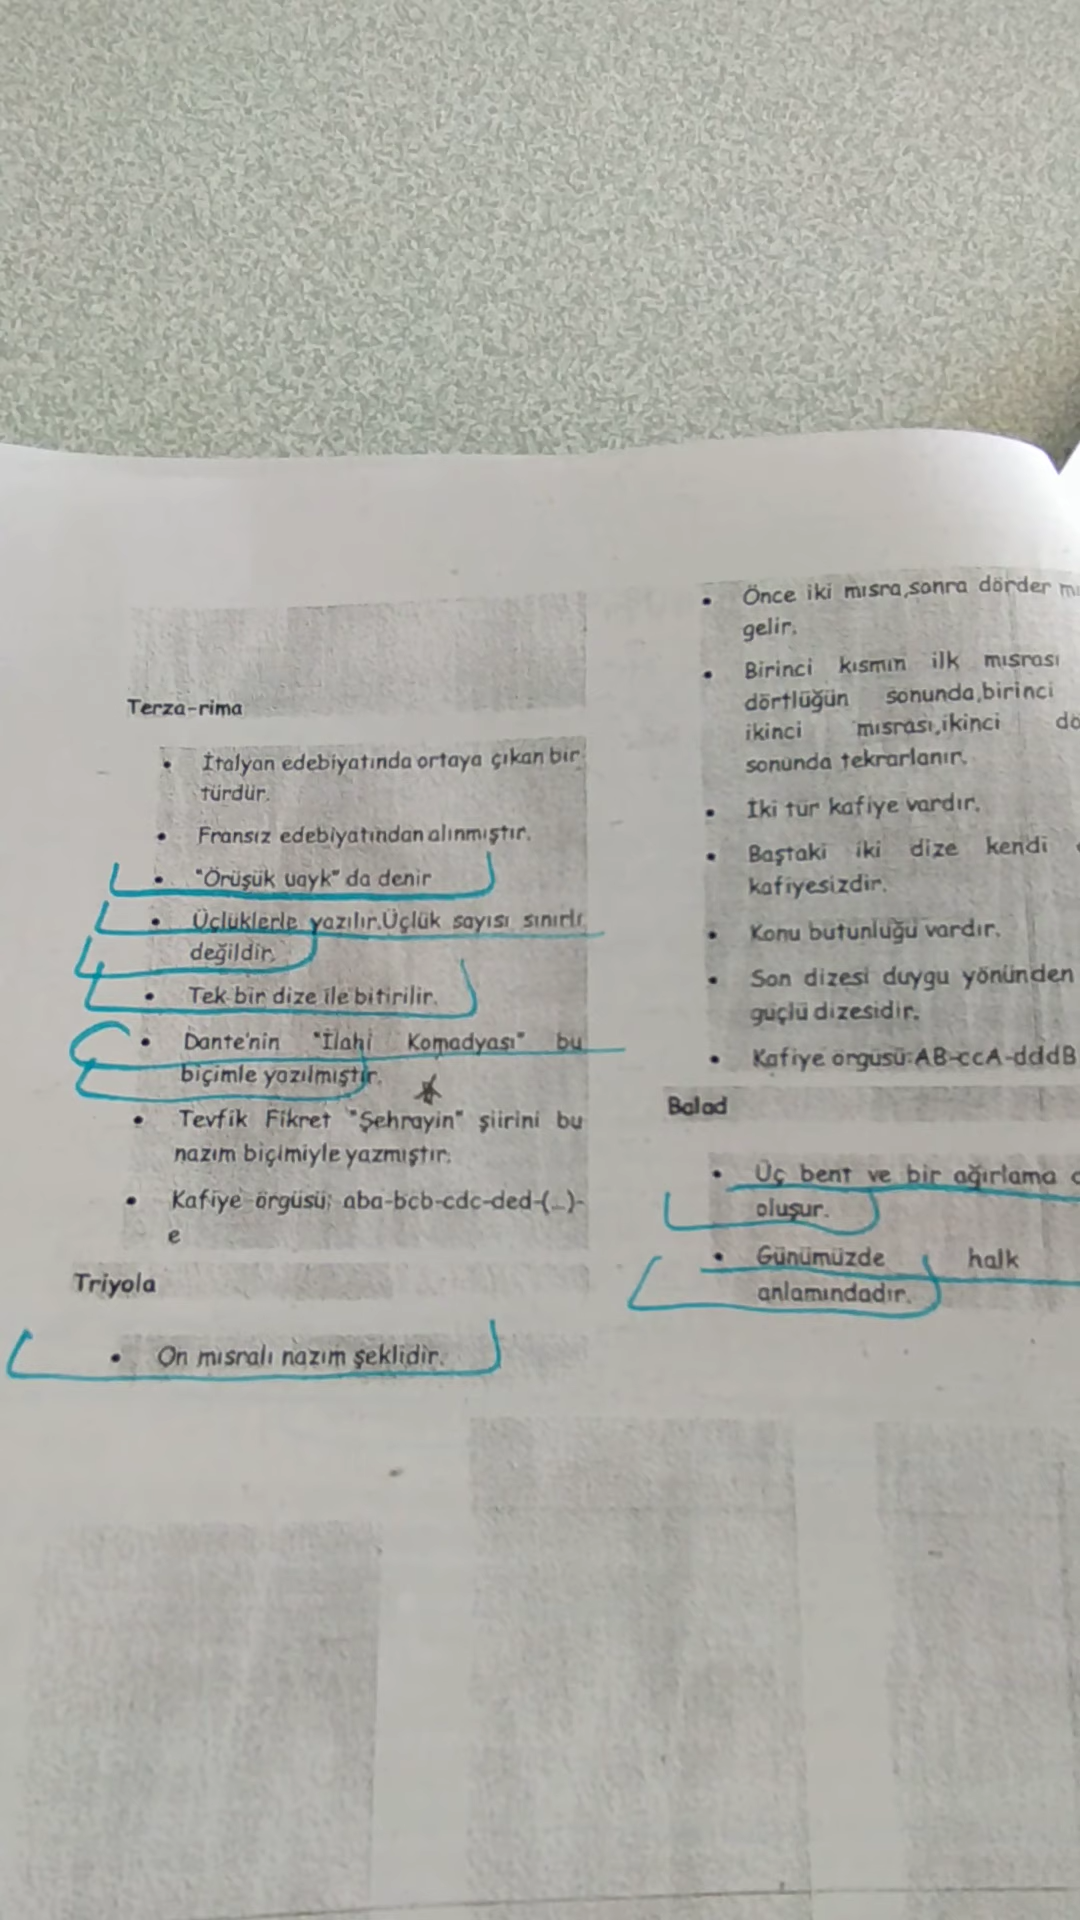 Terza-rima
• İtalyan edebiyatında ortaya çıkan bir
türdür.
• Fransız edebiyatından alınmıştır.
• "Örüşük uayk" da denir
• Üçlüklerle yazılır.Üçlük sayısı sınırlı
değildir.
• Tek bir dize ile bitirilir.
• Dante'nin "İlahi Komadyası" bu
biçimle yazılmıştır.
• Tevfik Fikret "Şehrayin" şiirini bu
nazım biçimiyle yazmıştır.
• Kafiye örgüsü; aba-bcb-cdc-ded-(...)-
e
Triyola
• On mısralı nazım şeklidir.
• Önce iki mısra,sonra dörder
gelir.
• Birinci kısmın ilk mısrası
dörtlüğün sonunda,birinci
ikinci mısrası,ikinci
sonunda tekrarlanır.
• İki tür kafiye vardır.
• Baştaki iki dize kendi
kafiyesizdir.
• Konu bütünlüğü vardır.
• Son dizesi duygu yönünden
güçlü dizesidir.
• Kafiye örgüsü:AB-ccA-dddB
Balad
• Üç bent ve bir ağırlama
oluşur.
• Günümüzde halk
anlamındadır.